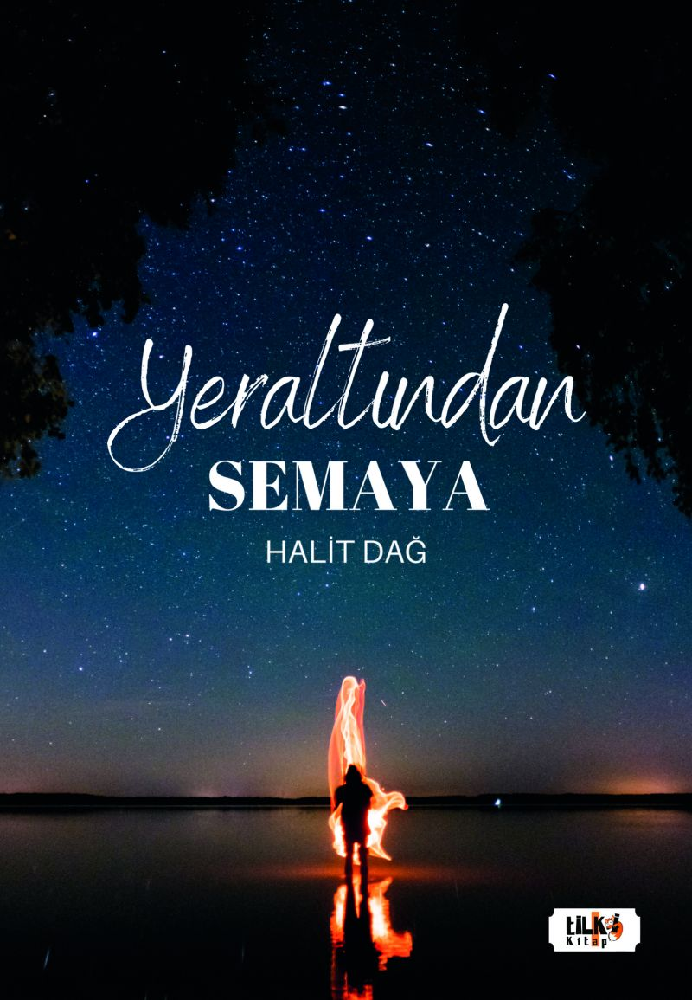 Yeraltından
SEMAYA
HALİT DAĞ
tiLKi
Kitap